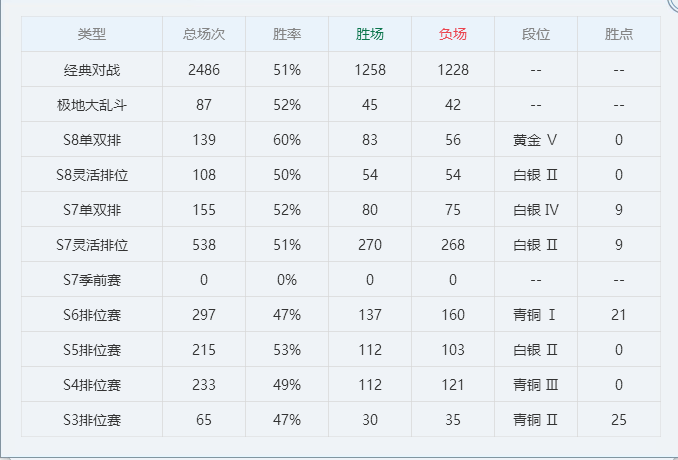 类型 总场次 胜率 胜场 负场 段位 胜点
经典对战 2486 51% 1258 1228 -- --
极地大乱斗 87 52% 45 42 -- --
S8单双排 139 60% 83 56 黄金 Ⅴ 0
S8灵活排位 108 50% 54 54 白银 Ⅱ 0
S7单双排 155 52% 80 75 白银 Ⅳ 9
S7灵活排位 538 51% 270 268 白银 Ⅱ 9
S7季前赛 0 0% 0 0 -- --
S6排位赛 297 47% 137 160 青铜 Ⅰ 21
S5排位赛 215 53% 112 103 白银 Ⅱ 0
S4排位赛 233 49% 112 121 青铜 Ⅲ 0
S3排位赛 65 47% 30 35 青铜 Ⅱ 25